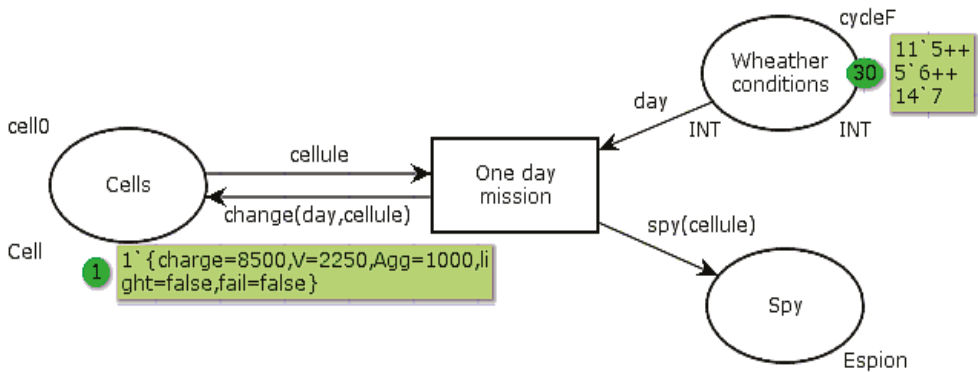 cycleF
Wheather
conditions
30
11`5++
5`6++
14`7
day
INT
INT
cell0
cellule
Cells
One day
mission
change(day,cellule)
spy(cellule)
Cell
1
1`{charge=8500,V=2250,Agg=1000,li
ght=false,fail=false}
Spy
Espion